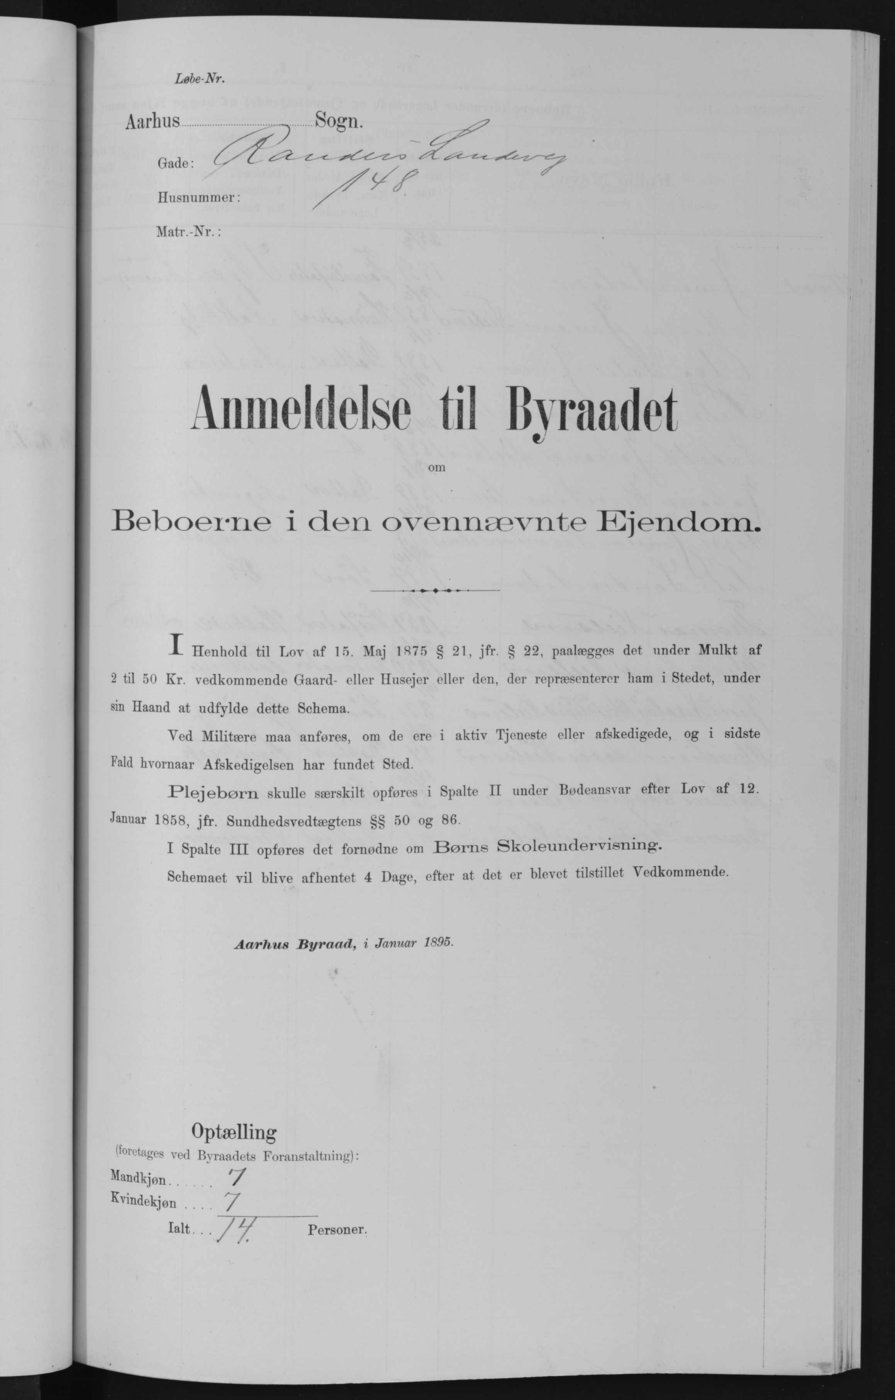 Løbe-Nr.
Aarhus Sogn.
Gade: Randers Landevej
Husnummer: 148
Matr.-Nr.:
Anmeldelse til Byraadet
om
Beboerne i den ovennævnte Ejendom.
I Henhold til Lov af 15. Maj 1875 § 21, jfr. § 22, paalægges det under Mulkt af
2 til 50 Kr. vedkommende Gaard- eller Husejer eller den, der repræsenterer ham i Stedet, under
sin Haand at udfylde dette Schema.
Ved Militære maa anføres, om de ere i aktiv Tjeneste eller afskedigede, og i sidste
Fald hvornaar Afskedigelsen har fundet Sted.
Plejebørn skulle særskilt opføres i Spalte II under Bødeansvar efter Lov af 12.
Januar 1858, jfr. Sundhedsvedtægtens §§ 50 og 86.
I Spalte III opføres det fornødne om Børns Skoleundervisning.
Schemaet vil blive afhentet 4 Dage, efter at det er blevet tilstillet Vedkommende.
Aarhus Byraad, i Januar 1895.
Optælling
(foretages ved Byraadets Foranstaltning):
Mandkjøn...... 7
Kvindekjøn .... 7
Ialt... 14. Personer.